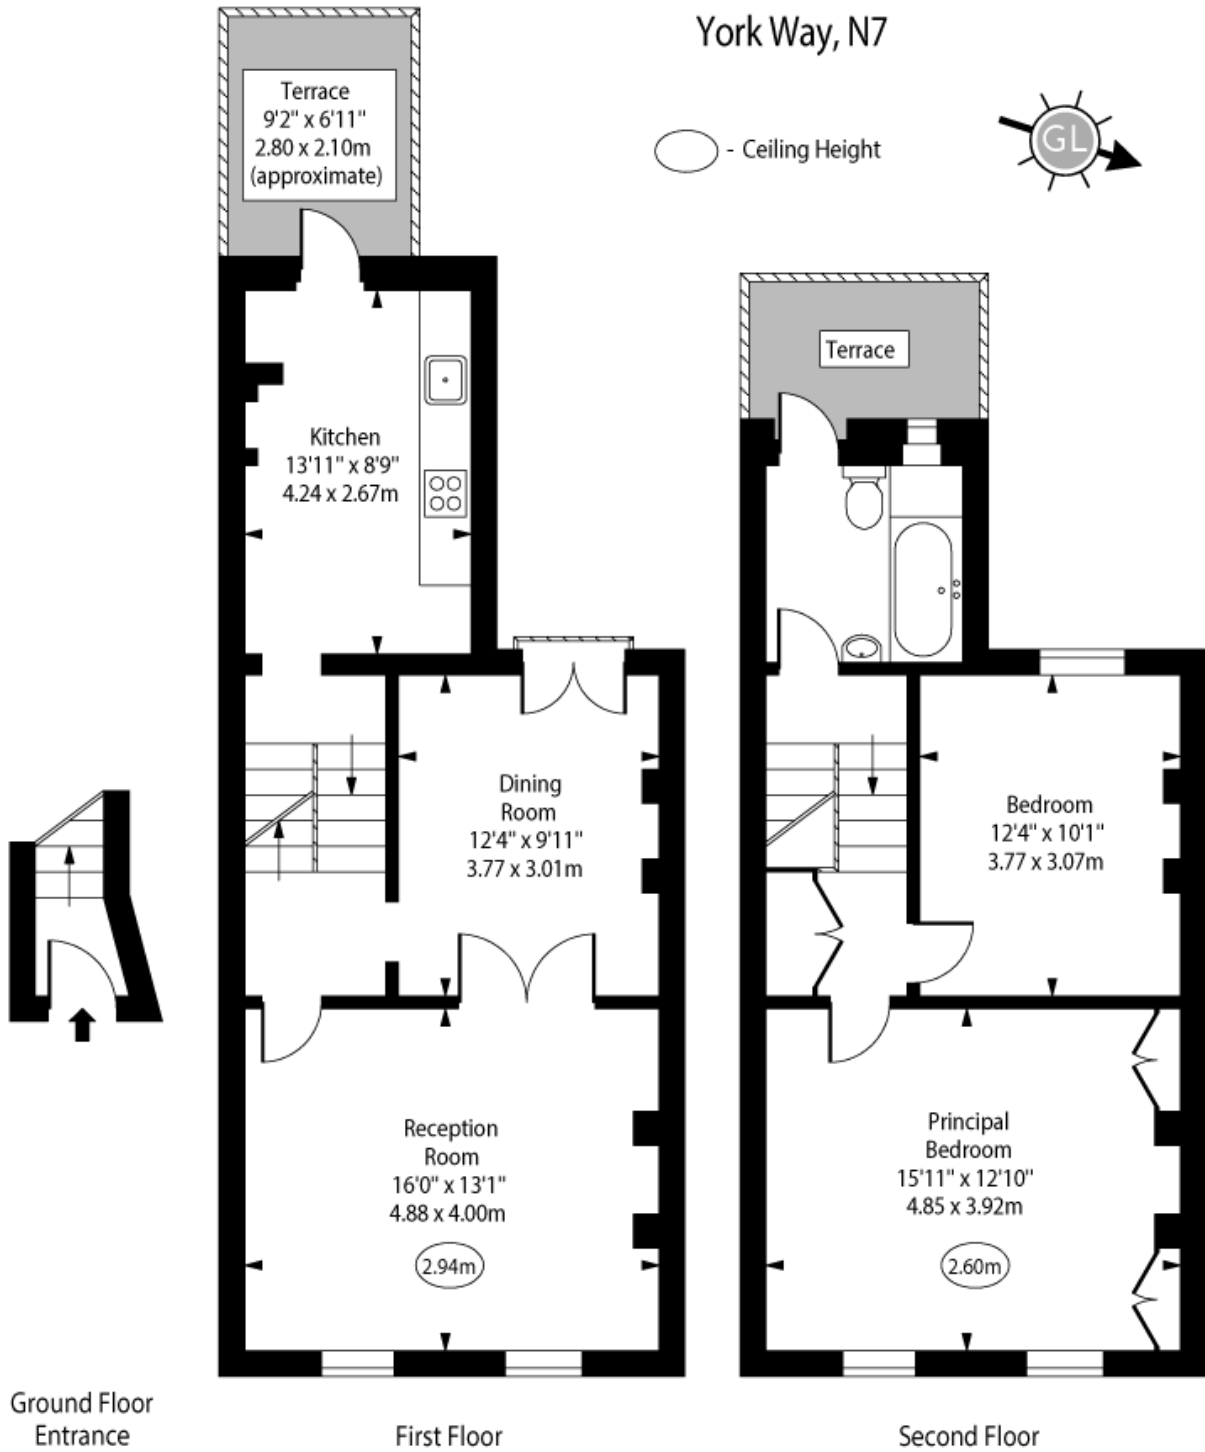 York Way, N7
- Ceiling Height
GL
Terrace
9'2" x 6'11"
2.80 x 2.10m
(approximate)
Kitchen
13'11" x 8'9"
4.24 x 2.67m
Dining
Room
12'4" x 9'11"
3.77 x 3.01m
Reception
Room
16'0" x 13'1"
4.88 x 4.00m
2.94m
Terrace
Bedroom
12'4" x 10'1"
3.77 x 3.07m
Principal
Bedroom
15'11" x 12'10"
4.85 x 3.92m
2.60m
Ground Floor
Entrance
First Floor
Second Floor